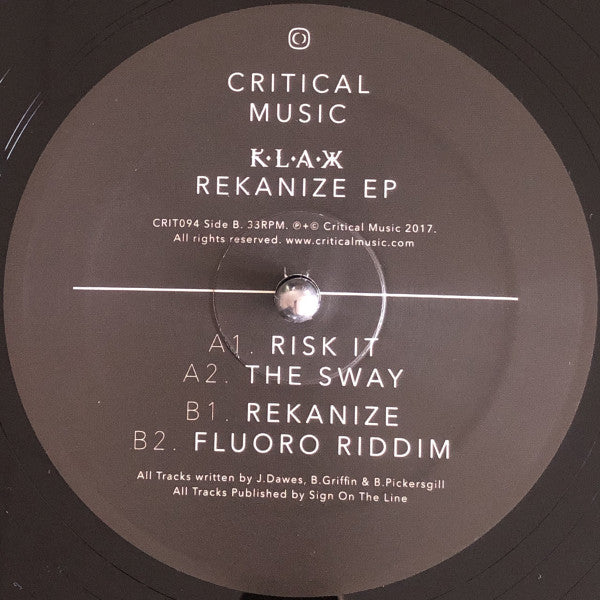 CRITICAL
MUSIC
K·L·A·Ж
REKANIZE EP
CRIT094 Side B. 33RPM. ℗+© Critical Music 2017.
All rights reserved. www.criticalmusic.com
A1. RISK IT
A2. THE SWAY
B1. REKANIZE
B2. FLUORO RIDDIM
All Tracks written by J.Dawes, B.Griffin & B.Pickersgill
All Tracks Published by Sign On The Line